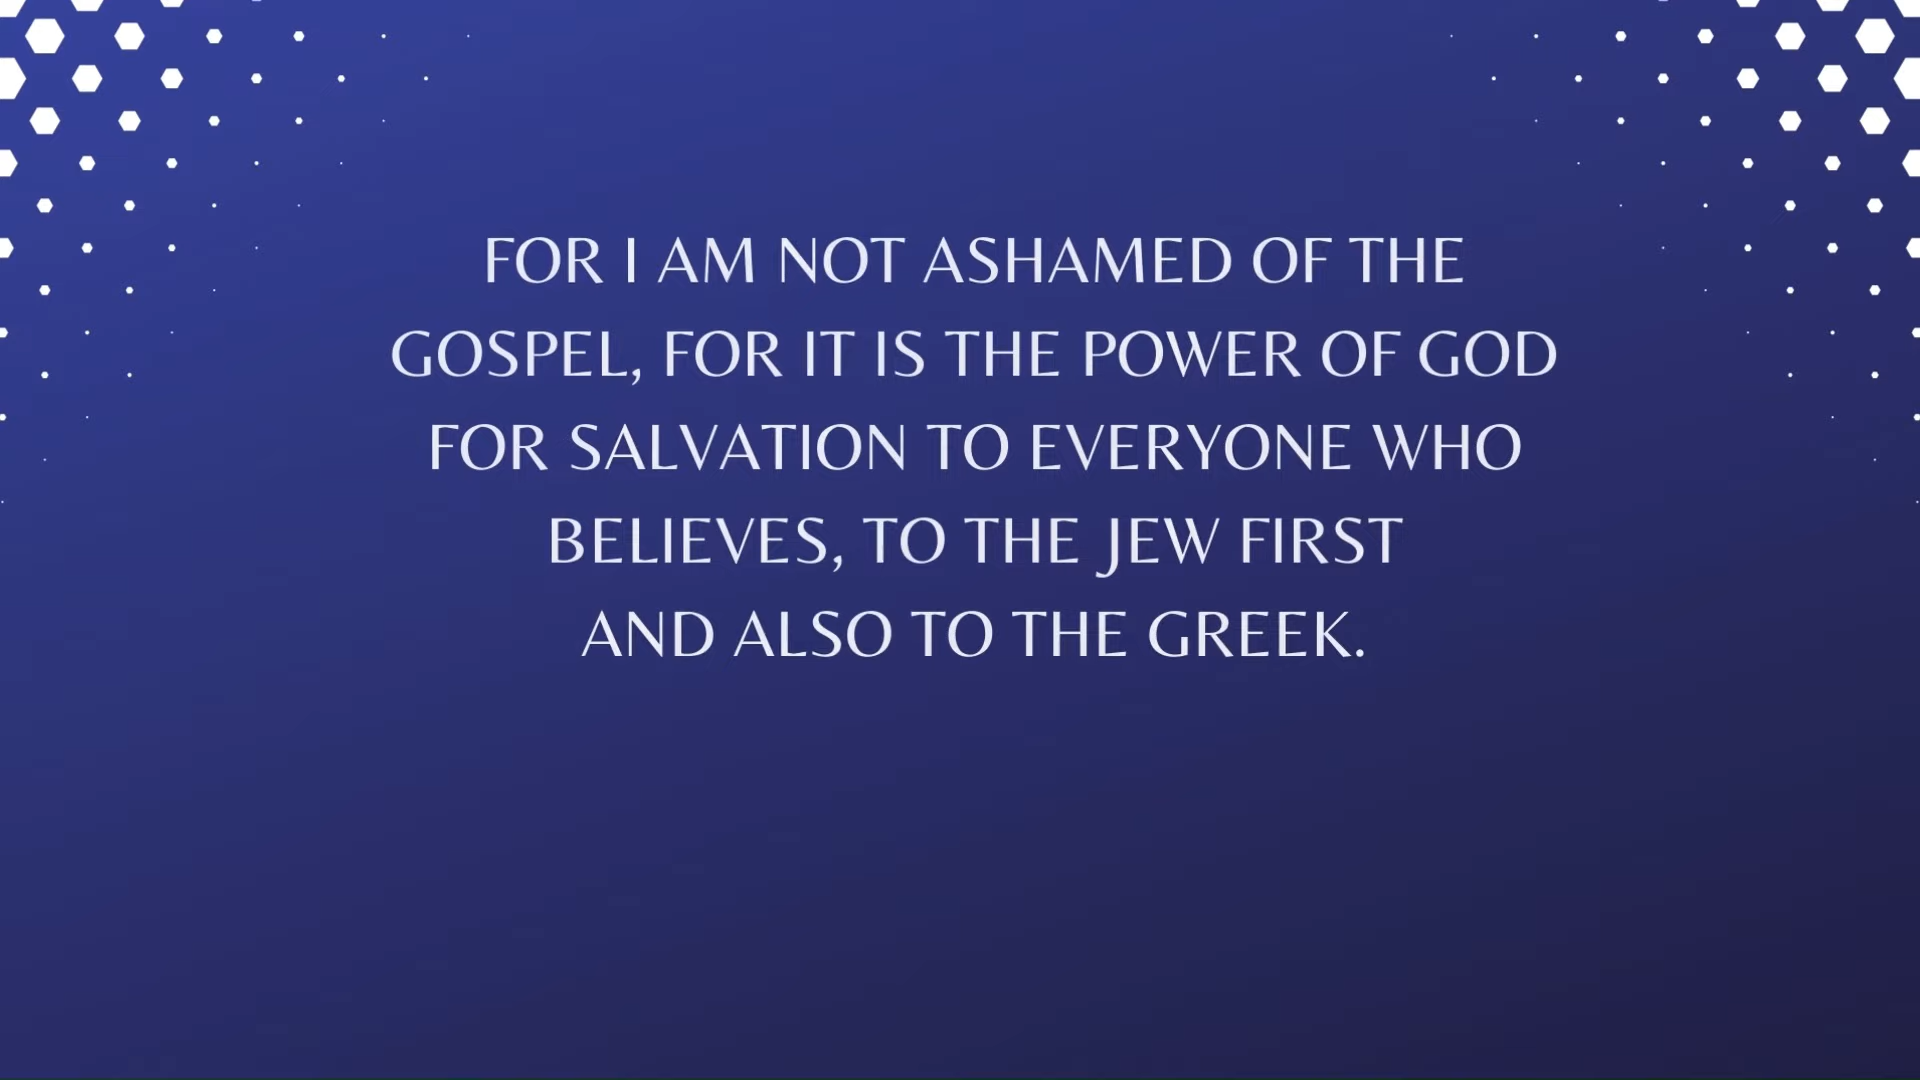 FOR I AM NOT ASHAMED OF THE
GOSPEL, FOR IT IS THE POWER OF GOD
FOR SALVATION TO EVERYONE WHO
BELIEVES, TO THE JEW FIRST
AND ALSO TO THE GREEK.